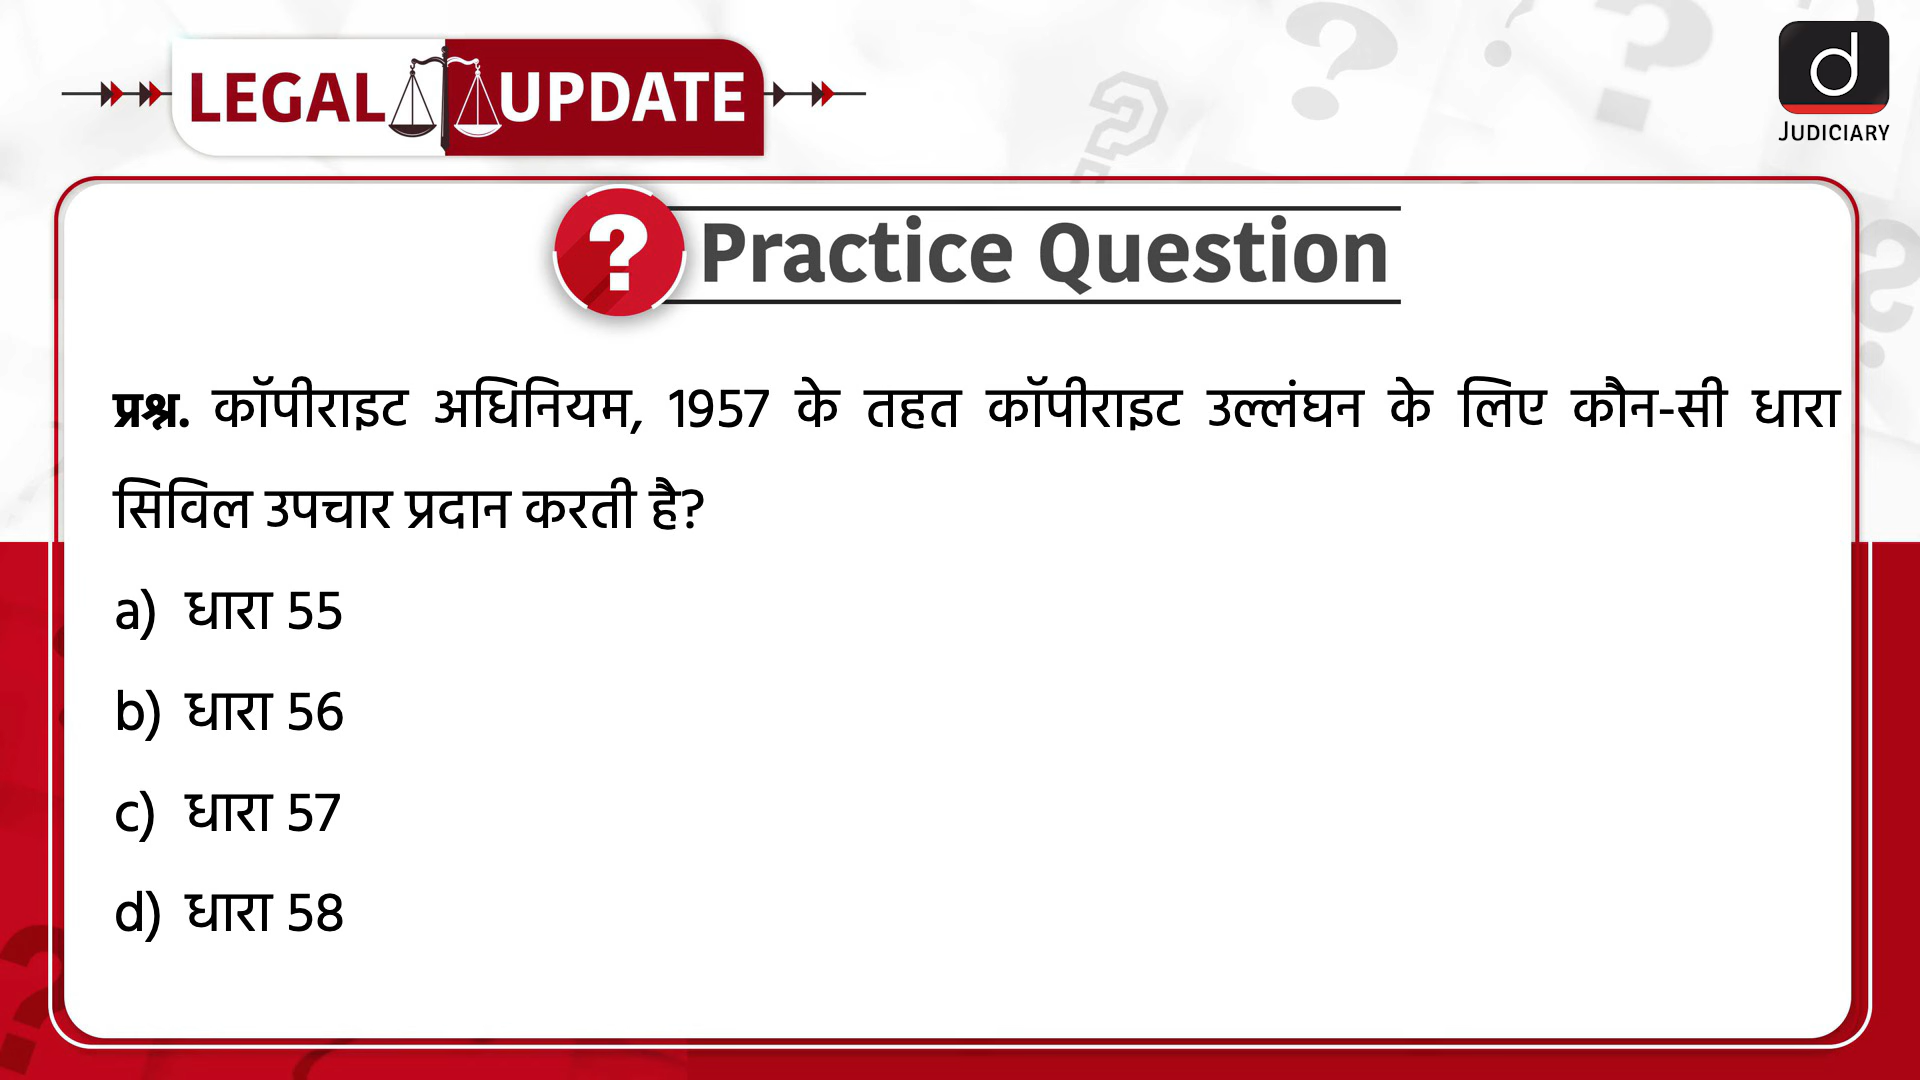 LEGAL UPDATE
d
JUDICIARY
? Practice Question
प्रश्न. कॉपीराइट अधिनियम, 1957 के तहत कॉपीराइट उल्लंघन के लिए कौन-सी धारा
सिविल उपचार प्रदान करती है?
a) धारा 55
b) धारा 56
c) धारा 57
d) धारा 58